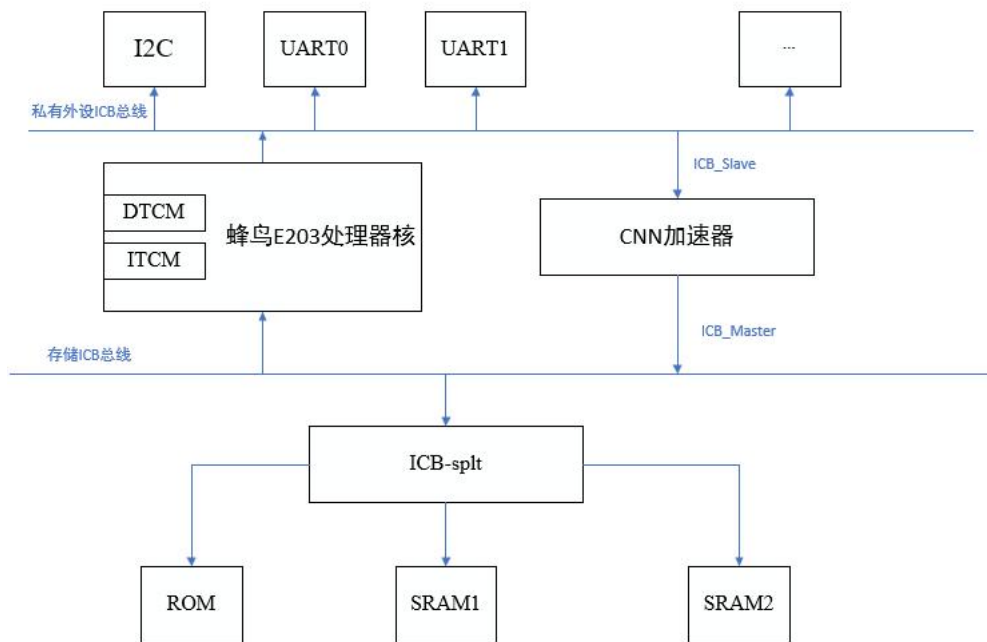 I2C
UART0
UART1
...
私有外设ICB总线
ICB_Slave
DTCM
ITCM
蜂鸟E203处理器核
CNN加速器
ICB_Master
存储ICB总线
ICB-splt
ROM
SRAM1
SRAM2